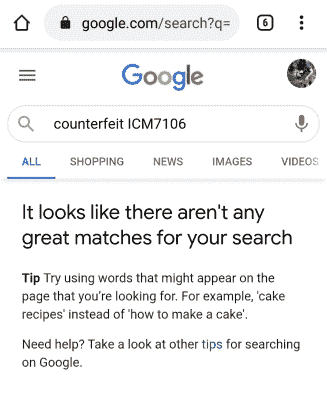 google.com/search?q=
6
Google
counterfeit ICM7106
ALL SHOPPING NEWS IMAGES VIDEOS
It looks like there aren't any
great matches for your search
Tip Try using words that might appear on the
page that you're looking for. For example, 'cake
recipes' instead of 'how to make a cake'.
Need help? Take a look at other tips for searching
on Google.